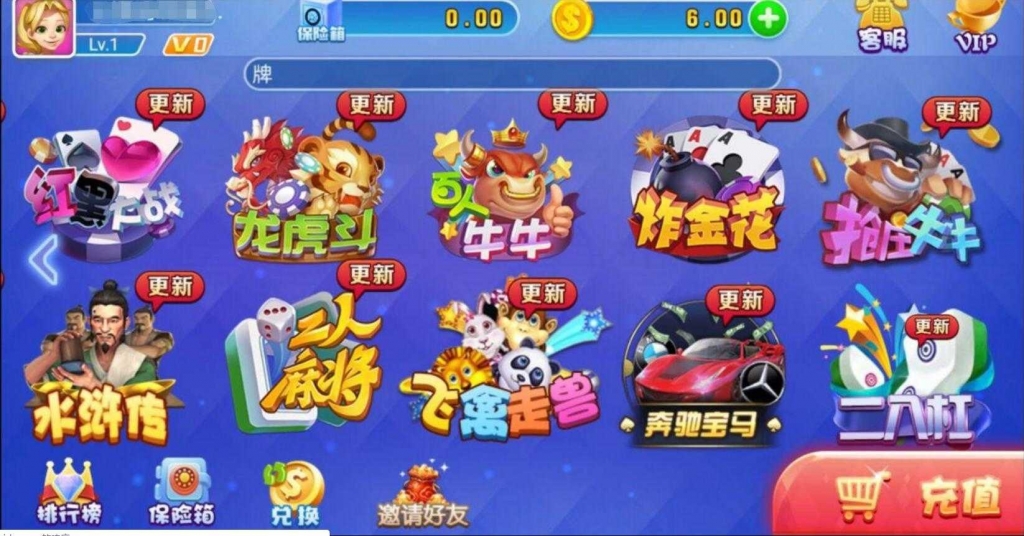 Lv.1
V0
保险箱
0.00
6.00
客服
VIP
牌
更新
更新
更新
更新
更新
红黑大战
龙虎斗
百人牛牛
炸金花
抢庄牛牛
更新
更新
更新
更新
更新
水浒传
二人麻将
飞禽走兽
奔驰宝马
二八杠
排行榜
保险箱
兑换
邀请好友
充值